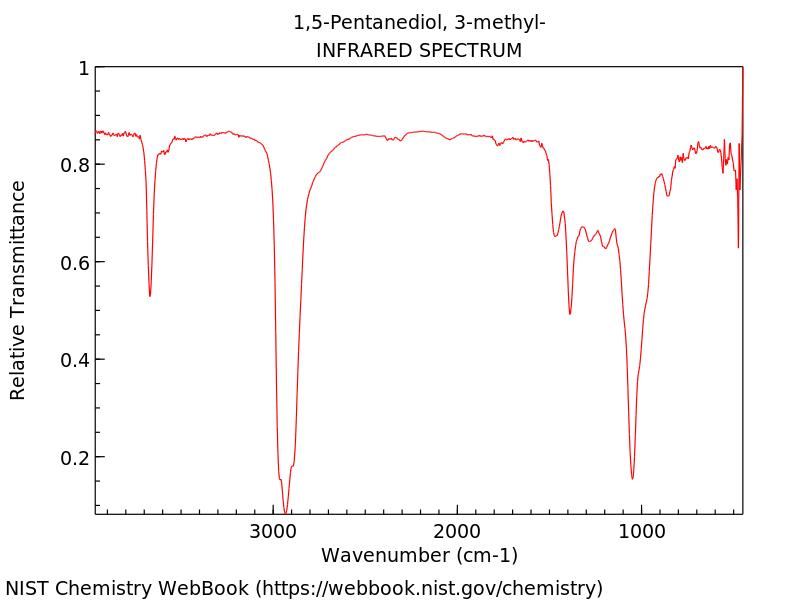 1,5-Pentanediol, 3-methyl-
INFRARED SPECTRUM
1
0.8
0.6
0.4
0.2
Relative Transmittance
3000 2000 1000
Wavenumber (cm-1)
NIST Chemistry WebBook (https://webbook.nist.gov/chemistry)